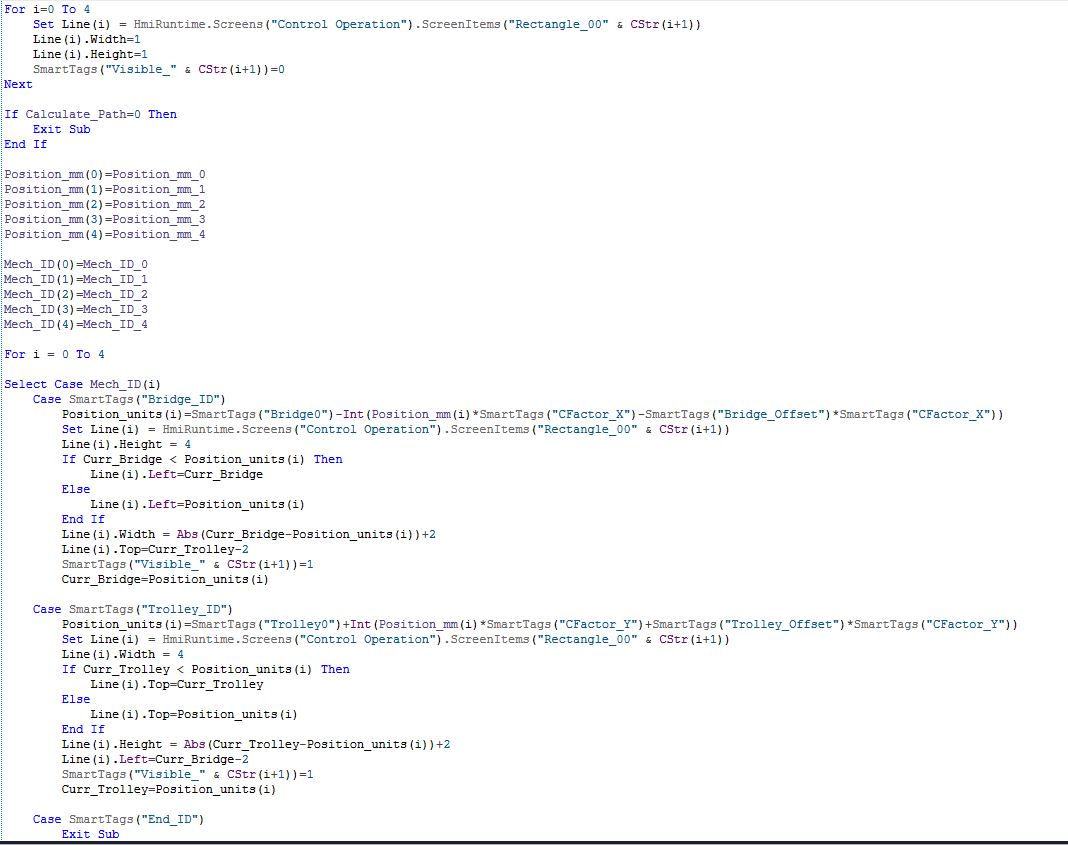 For i=0 To 4
    Set Line(i) = HmiRuntime.Screens("Control Operation").ScreenItems("Rectangle_00" & CStr(i+1))
    Line(i).Width=1
    Line(i).Height=1
    SmartTags("Visible_" & CStr(i+1))=0
Next

If Calculate_Path=0 Then
    Exit Sub
End If

Position_mm(0)=Position_mm_0
Position_mm(1)=Position_mm_1
Position_mm(2)=Position_mm_2
Position_mm(3)=Position_mm_3
Position_mm(4)=Position_mm_4

Mech_ID(0)=Mech_ID_0
Mech_ID(1)=Mech_ID_1
Mech_ID(2)=Mech_ID_2
Mech_ID(3)=Mech_ID_3
Mech_ID(4)=Mech_ID_4

For i = 0 To 4

Select Case Mech_ID(i)
    Case SmartTags("Bridge_ID")
        Position_units(i)=SmartTags("Bridge0")-Int(Position_mm(i)*SmartTags("CFactor_X")-SmartTags("Bridge_Offset")*SmartTags("CFactor_X"))
        Set Line(i) = HmiRuntime.Screens("Control Operation").ScreenItems("Rectangle_00" & CStr(i+1))
        Line(i).Height = 4
        If Curr_Bridge < Position_units(i) Then
            Line(i).Left=Curr_Bridge
        Else
            Line(i).Left=Position_units(i)
        End If
        Line(i).Width = Abs(Curr_Bridge-Position_units(i))+2
        Line(i).Top=Curr_Trolley-2
        SmartTags("Visible_" & CStr(i+1))=1
        Curr_Bridge=Position_units(i)

    Case SmartTags("Trolley_ID")
        Position_units(i)=SmartTags("Trolley0")+Int(Position_mm(i)*SmartTags("CFactor_Y")+SmartTags("Trolley_Offset")*SmartTags("CFactor_Y"))
        Set Line(i) = HmiRuntime.Screens("Control Operation").ScreenItems("Rectangle_00" & CStr(i+1))
        Line(i).Width = 4
        If Curr_Trolley < Position_units(i) Then
            Line(i).Top=Curr_Trolley
        Else
            Line(i).Top=Position_units(i)
        End If
        Line(i).Height = Abs(Curr_Trolley-Position_units(i))+2
        Line(i).Left=Curr_Bridge-2
        SmartTags("Visible_" & CStr(i+1))=1
        Curr_Trolley=Position_units(i)

    Case SmartTags("End_ID")
        Exit Sub